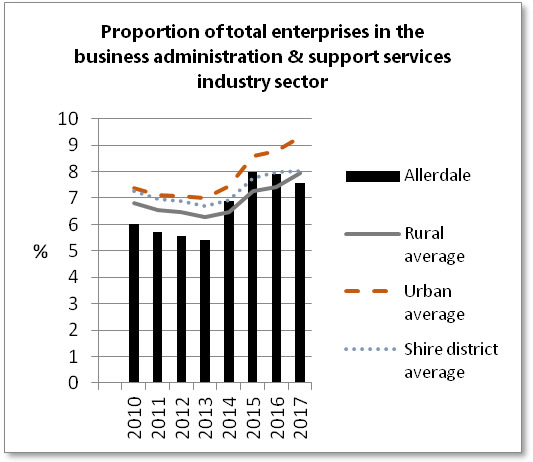 Proportion of total enterprises in the
business administration & support services
industry sector
10
9
8
7
6
5
4
3
2
1
0
%
2010
2011
2012
2013
2014
2015
2016
2017
Allerdale
Rural
average
Urban
average
Shire district
average